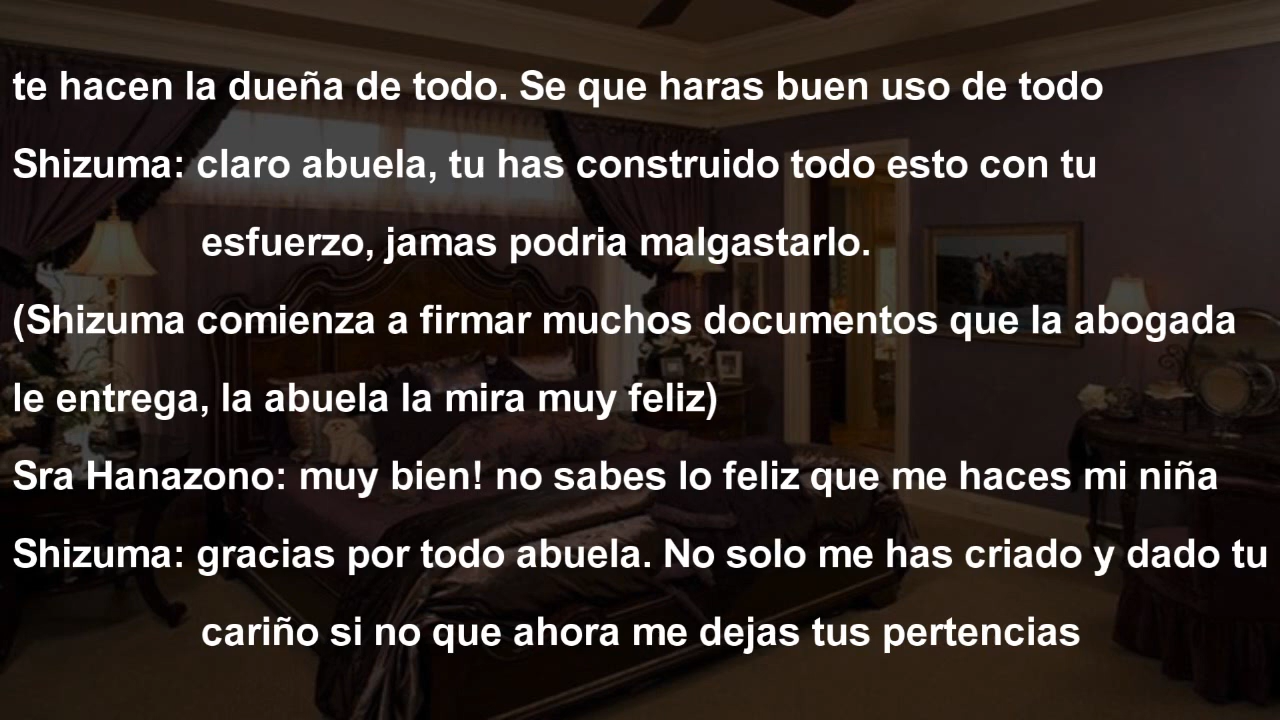 te hacen la dueña de todo. Se que haras buen uso de todo
Shizuma: claro abuela, tu has construido todo esto con tu
esfuerzo, jamas podria malgastarlo.
(Shizuma comienza a firmar muchos documentos que la abogada
le entrega, la abuela la mira muy feliz)
Sra Hanazono: muy bien! no sabes lo feliz que me haces mi niña
Shizuma: gracias por todo abuela. No solo me has criado y dado tu
cariño si no que ahora me dejas tus pertencias